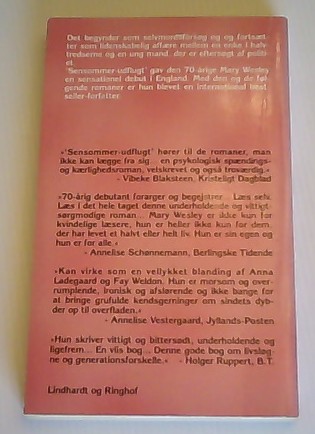 Det begynder som selvmordsforsøg og og fortsæt-
ter som lidenskabelig affære mellem en enke i halv-
tredserne og en ung mand, der er eftersøgt af politi-
et.
'Sensommer-udflugt' gav den 70-årige Mary Wesley
en sensationel debut i England. Med den og de føl-
gende romaner er hun blevet en international best
seller-forfatter.
»'Sensommer-udflugt' hører til de romaner, man
ikke kan lægge fra sig... en psykologisk spændings-
og kærlighedsroman, velskrevet og også troværdig.«
- Vibeke Blaksteen, Kristeligt Dagblad
»70-årig debutant forarger og begejstrer... Læs selv.
Læs i det hele taget denne underholdende og vittigt-
sørgmodige roman... Mary Wesley er ikke kun for
kvindelige læsere, hun er heller ikke kun for dem,
der har levet et halvt eller helt liv. Hun er sin egen og
hun er for alle.«
- Annelise Schønnemann, Berlingske Tidende
»Kan virke som en vellykket blanding af Anna
Ladegaard og Fay Weldon. Hun er morsom og over-
rumplende, ironisk og afslørende og ikke bange for at
bringe grufulde kendsgerninger om sindets dyb-
der op til overfladen.«
- Annelise Vestergaard, Jyllands-Posten
»Hun skriver vittigt og bittersødt, underholdende og
ligefrem... En viis bog... Denne gode bog om livsløg-
ne og generationsforskelle.« - Holger Ruppert, B.T.
Lindhardt og Ringhof